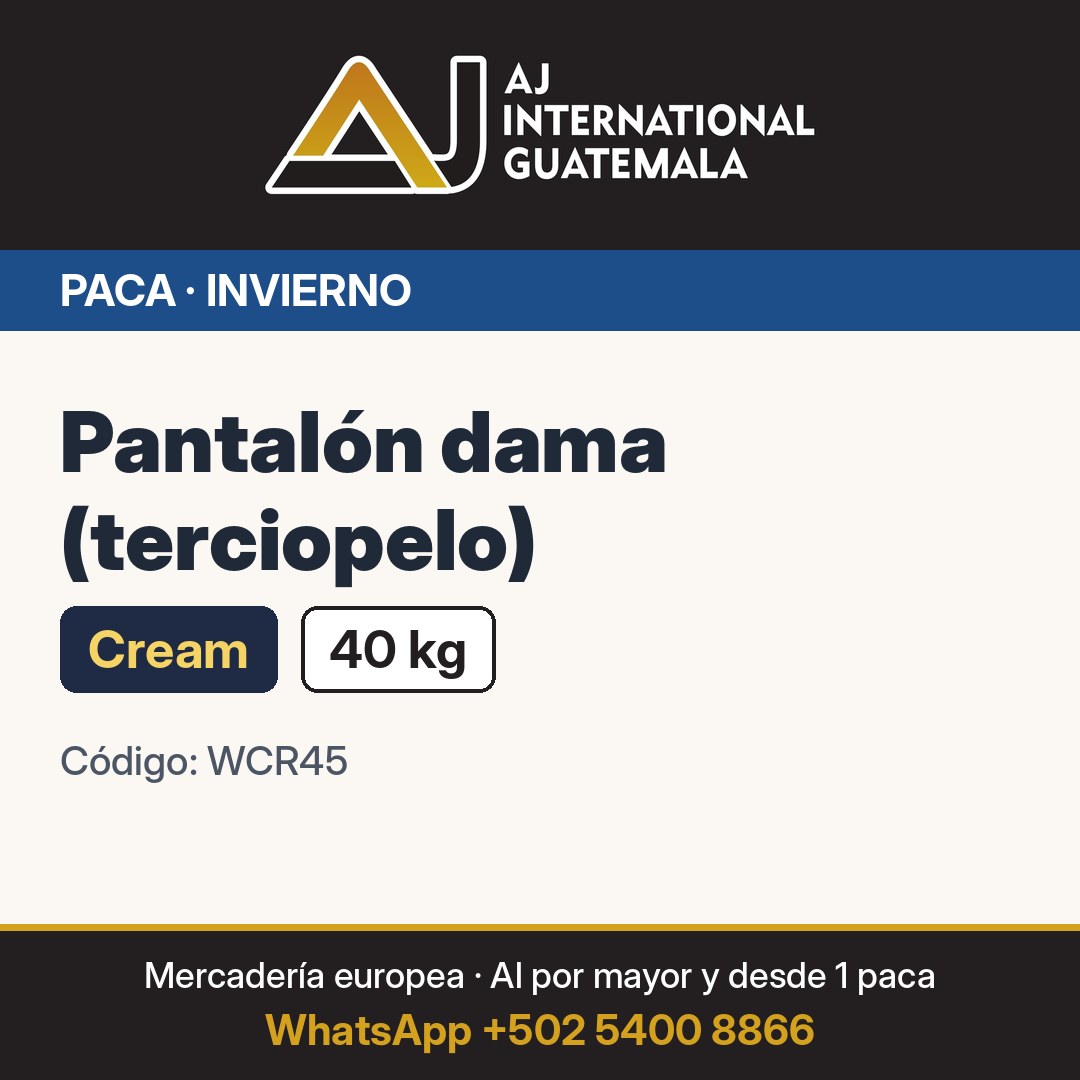 AJ
AJ
INTERNATIONAL
GUATEMALA
PACA · INVIERNO
Pantalón dama
(terciopelo)
Cream
40 kg
Código: WCR45
Mercadería europea · Al por mayor y desde 1 paca
WhatsApp +502 5400 8866